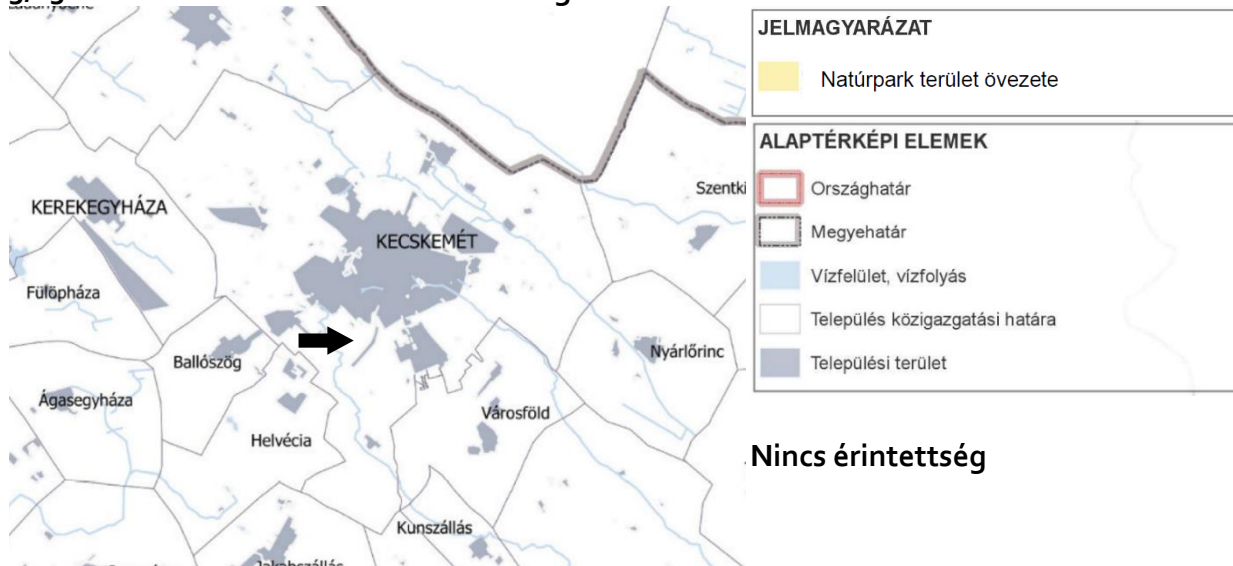 JELMAGYARÁZAT
Natúrpark terület övezete
ALAPTÉRKÉPI ELEMEK
Országhatár
Megyehatár
Vízfelület, vízfolyás
Település közigazgatási határa
Települési terület
Szentki
KEREKEGYHÁZA
KECSKEMÉT
Fülöpháza
Ballószög
Nyárlőrinc
Ágasegyháza
Városföld
Helvécia
Nincs érintettség
Kunszállás